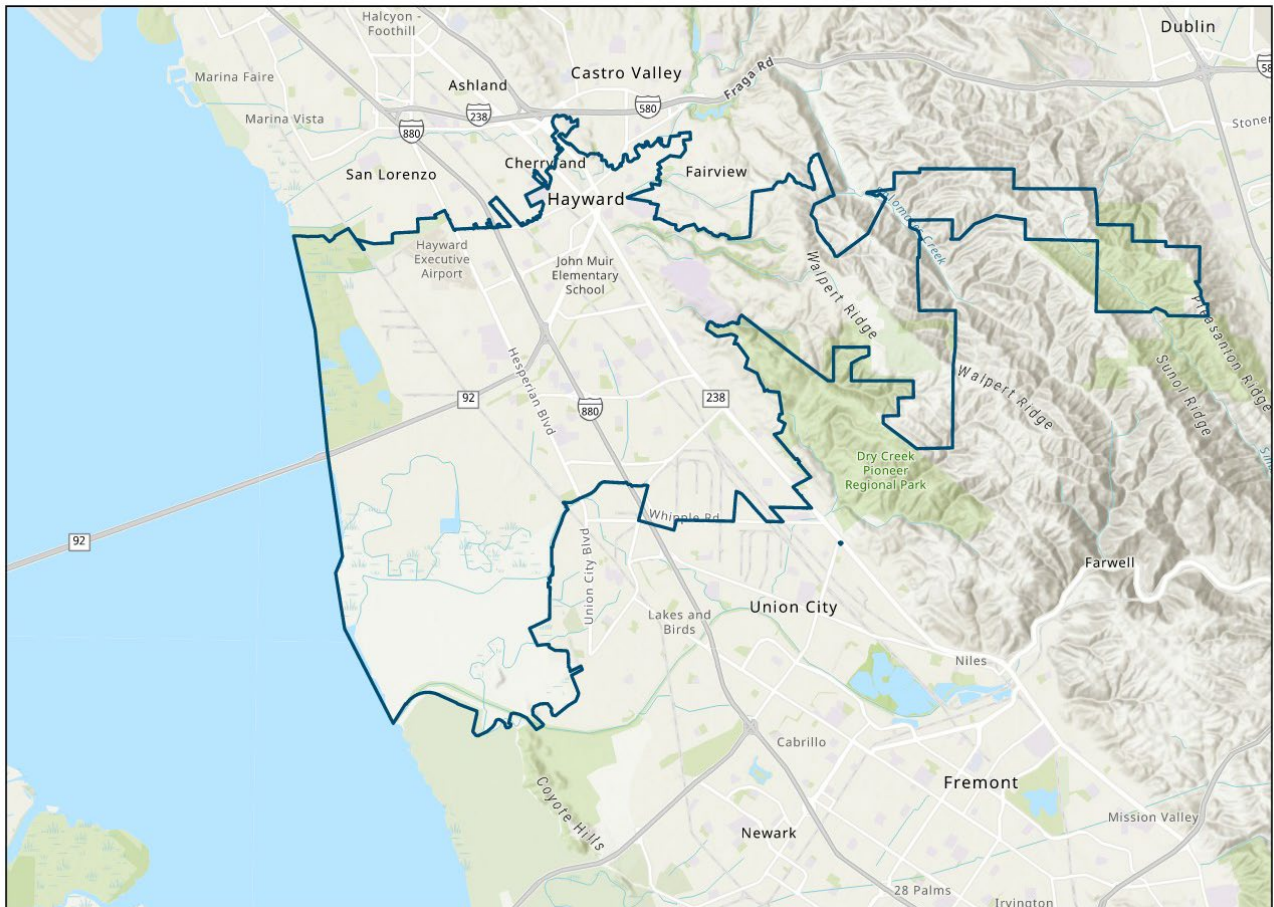 Halcyon -
Foothill
Dublin
Marina Faire
Ashland
Castro Valley
Fraga Rd
580
238
580
Marina Vista
880
Stoner
Cherryland
San Lorenzo
Fairview
Hayward
Hayward
Executive
Airport
John Muir
Elementary
School
Walpert Ridge
Pleasanton Ridge
Sunol Ridge
Walpert Ridge
Hesperian Blvd
92
238
880
Dry Creek
Pioneer
Regional Park
Whipple Rd
92
Union City Blvd
Farwell
Union City
Lakes and
Birds
Niles
Cabrillo
Fremont
Coyote Hills
Mission Valley
Newark
28 Palms
Irvington